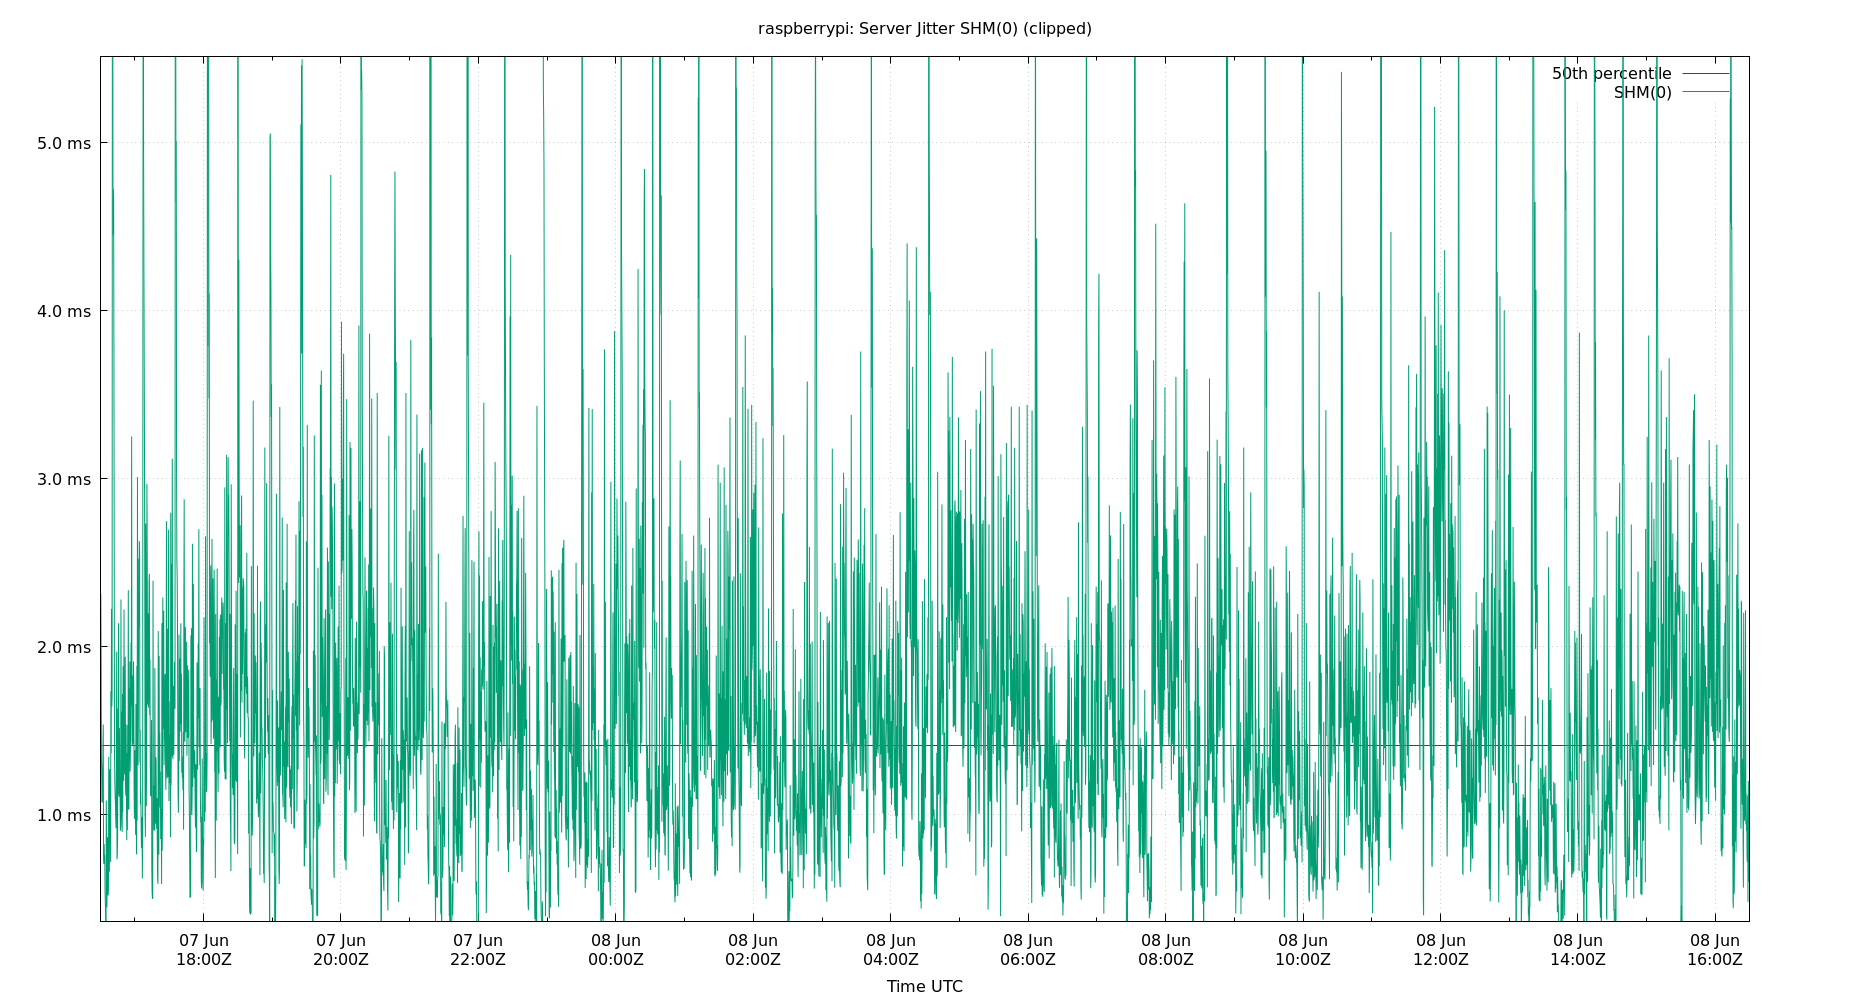 raspberrypi: Server Jitter SHM(0) (clipped)
50th percentile
SHM(0)
5.0 ms
4.0 ms
3.0 ms
2.0 ms
1.0 ms
07 Jun 07 Jun 07 Jun 08 Jun 08 Jun 08 Jun 08 Jun 08 Jun 08 Jun 08 Jun 08 Jun 08 Jun
18:00Z 20:00Z 22:00Z 00:00Z 02:00Z 04:00Z 06:00Z 08:00Z 10:00Z 12:00Z 14:00Z 16:00Z
Time UTC